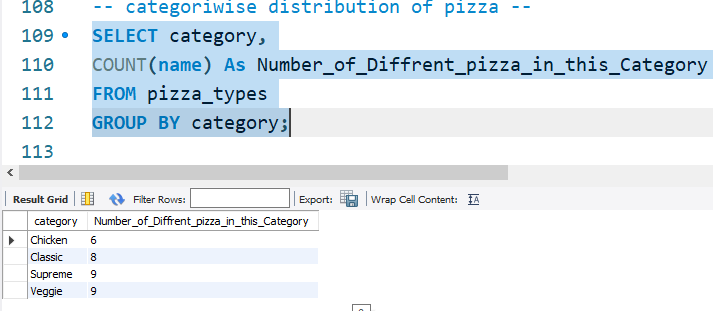 108 -- categoriwise distribution of pizza --
109 SELECT category,
110 COUNT(name) As Number_of_Diffrent_pizza_in_this_Category
111 FROM pizza_types
112 GROUP BY category;
113
Result Grid Filter Rows: Export: Wrap Cell Content:
category Number_of_Diffrent_pizza_in_this_Category
Chicken 6
Classic 8
Supreme 9
Veggie 9